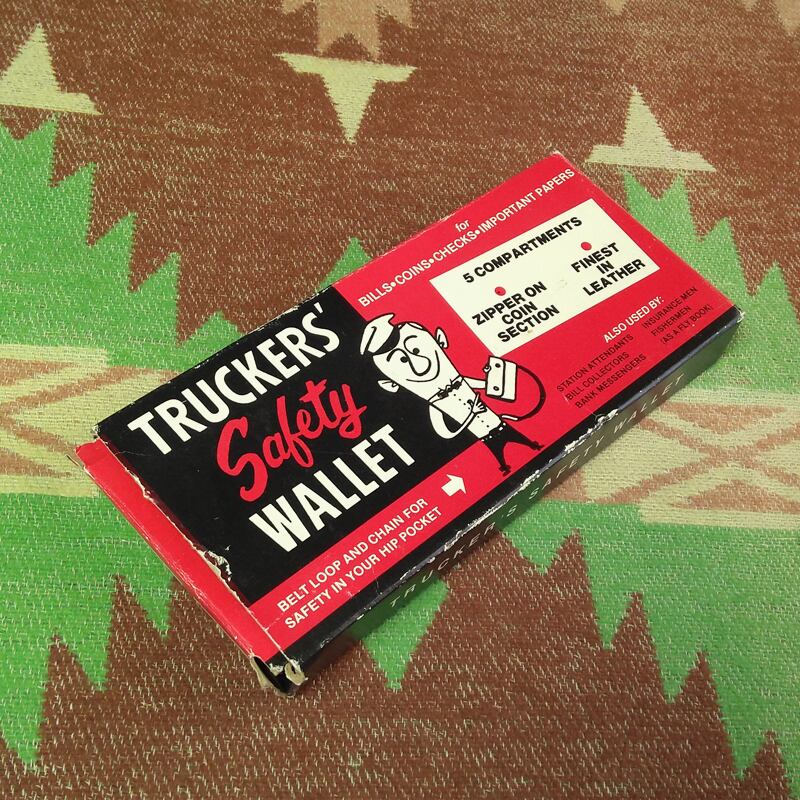 TRUCKERS'
Safety
WALLET
BELT LOOP AND CHAIN FOR
SAFETY IN YOUR HIP POCKET
for
BILLS•COINS•CHECKS•IMPORTANT PAPERS
5 COMPARTMENTS
ZIPPER ON
COIN
SECTION
FINEST
IN
LEATHER
ALSO USED BY:
STATION ATTENDANTS
BILL COLLECTORS
BANK MESSENGERS
INSURANCE MEN
FISHERMEN
(AS A FLY BOOK)
TRUCKER'S SAFETY WALLET